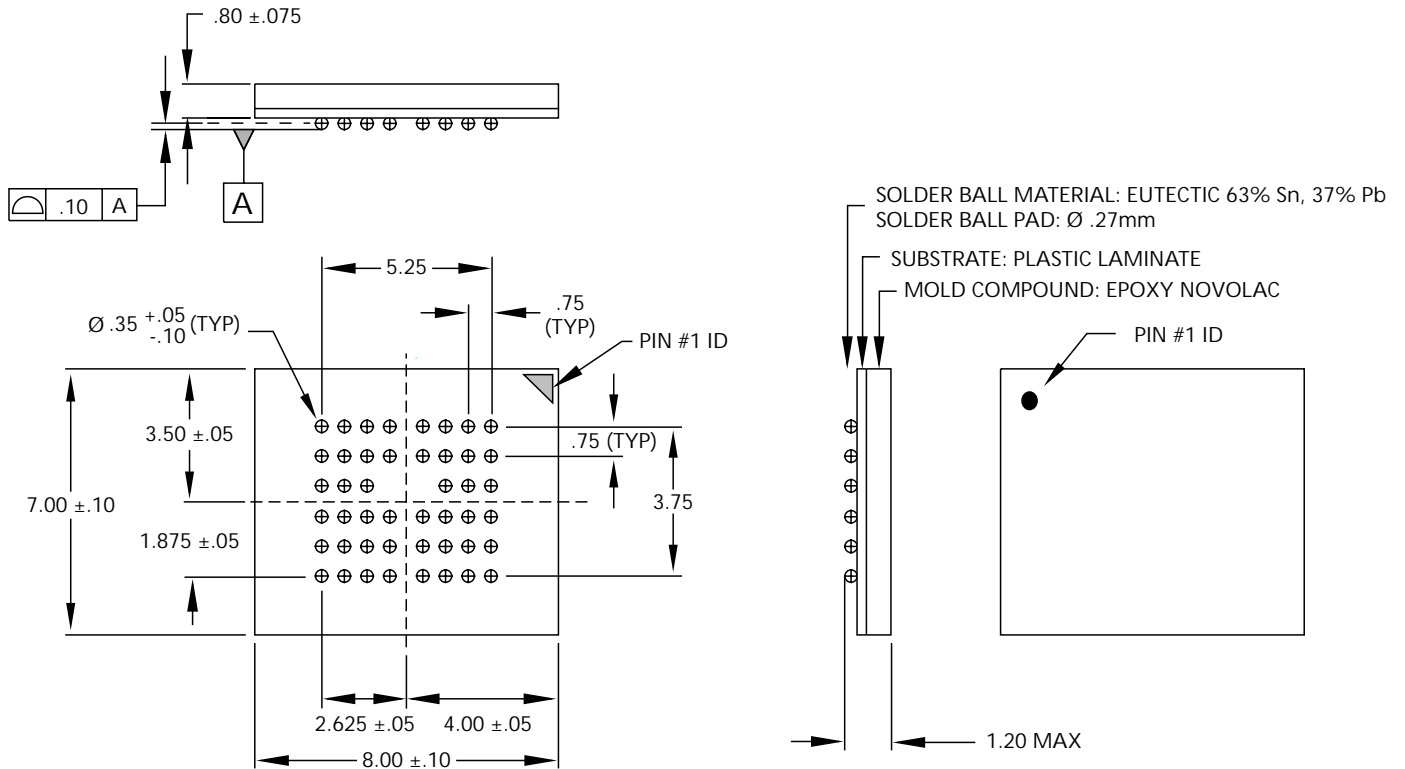 .80 ±.075
.10 A
A
SOLDER BALL MATERIAL: EUTECTIC 63% Sn, 37% Pb
SOLDER BALL PAD: Ø .27mm
SUBSTRATE: PLASTIC LAMINATE
MOLD COMPOUND: EPOXY NOVOLAC
5.25
.75
(TYP)
Ø .35 +.05 -.10 (TYP)
PIN #1 ID
PIN #1 ID
3.50 ±.05
.75 (TYP)
7.00 ±.10
3.75
1.875 ±.05
2.625 ±.05
4.00 ±.05
8.00 ±.10
1.20 MAX